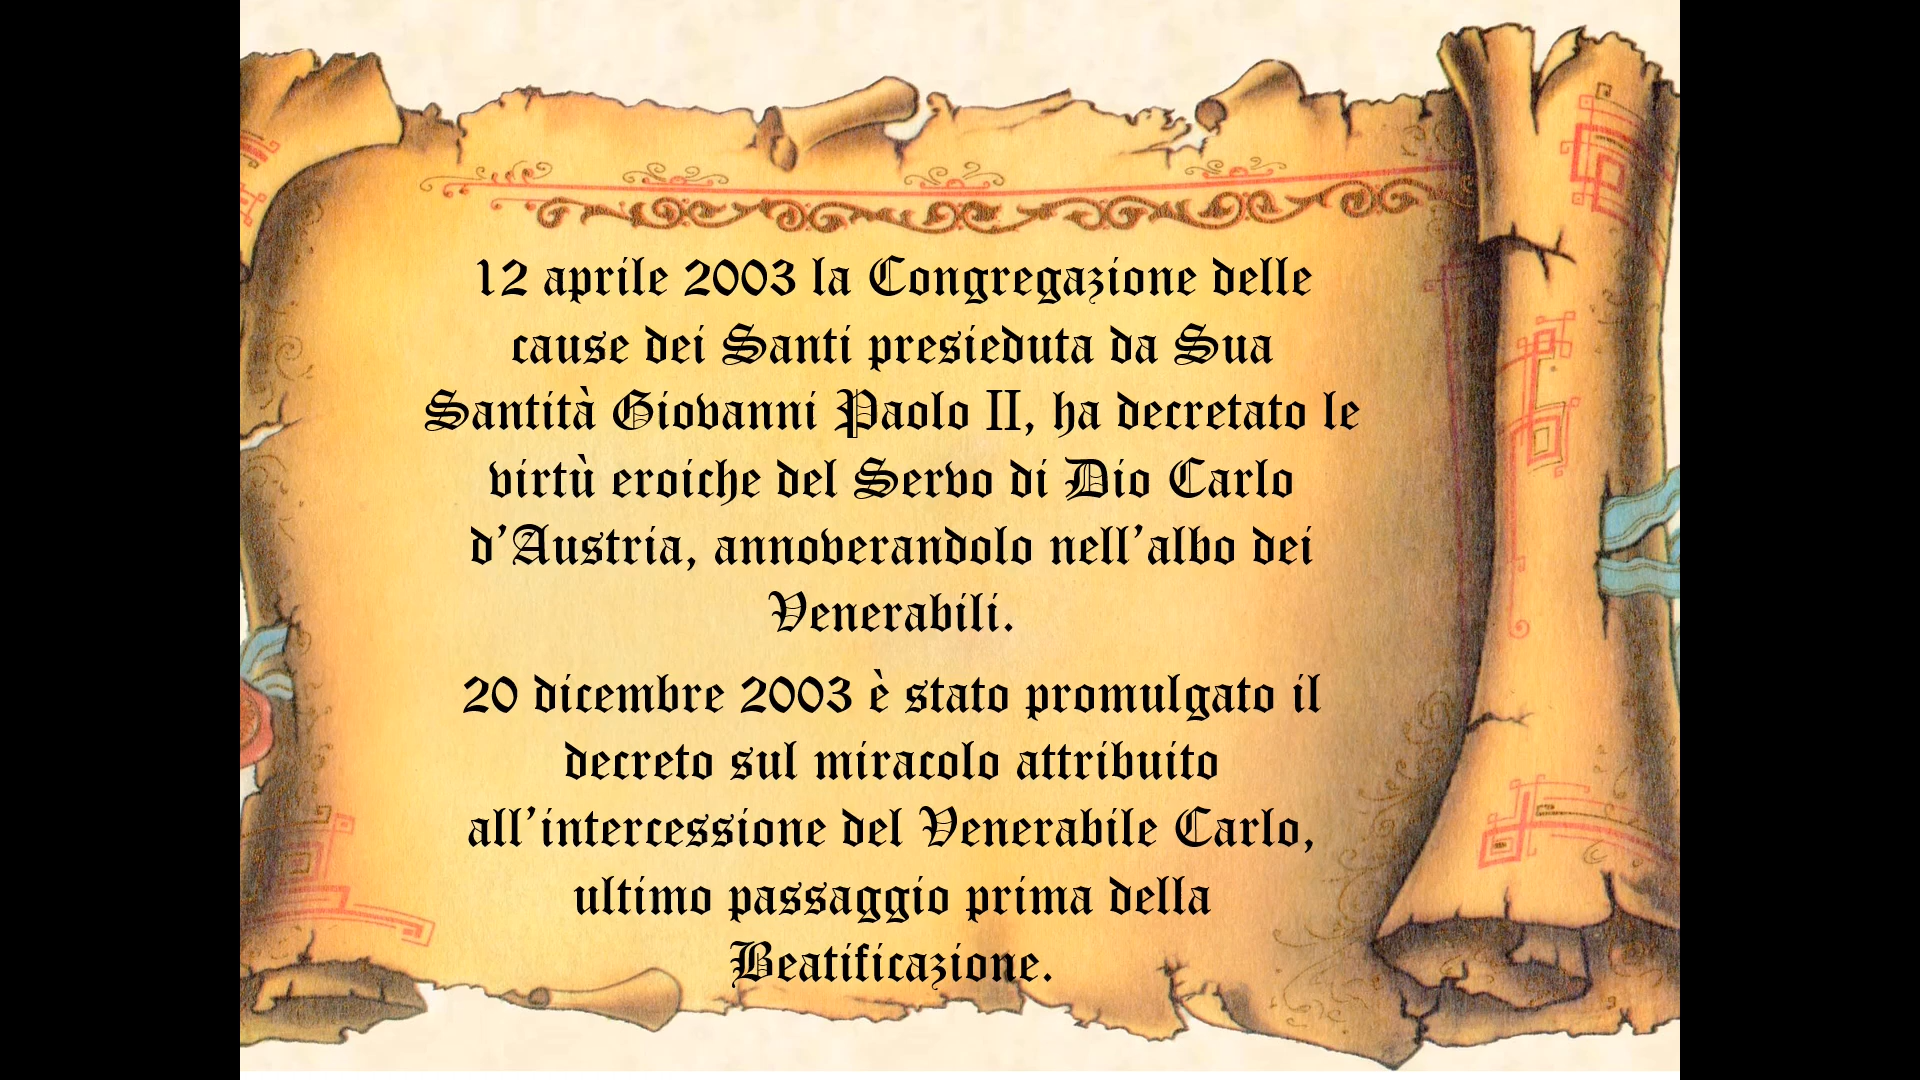 12 aprile 2003 la Congregazione delle
cause dei Santi presieduta da Sua
Santità Giovanni Paolo II, ha decretato le
virtù eroiche del Servo di Dio Carlo
d’Austria, annoverandolo nell’albo dei
Venerabili.
20 dicembre 2003 è stato promulgato il
decreto sul miracolo attribuito
all’intercessione del Venerabile Carlo,
ultimo passaggio prima della
Beatificazione.